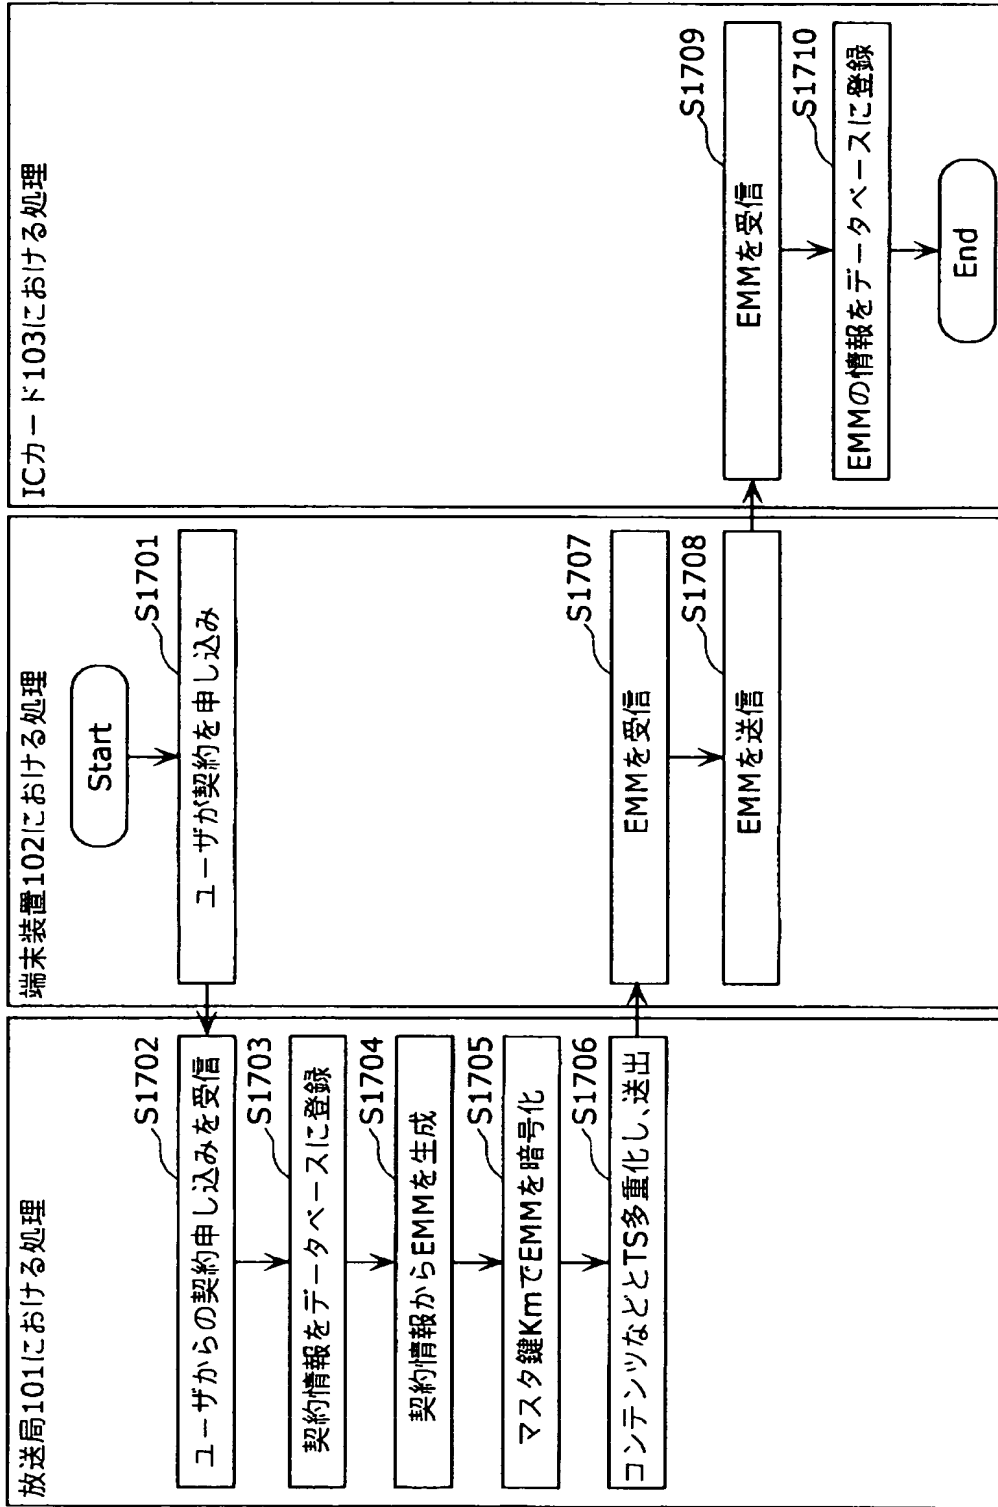 放送局101における処理
S1702
ユーザからの契約申し込みを受信
S1703
契約情報をデータベースに登録
S1704
契約情報からEMMを生成
S1705
マスタ鍵KmでEMMを暗号化
S1706
コンテンツなどとTS多重化し、送出
端末装置102における処理
Start
S1701
ユーザが契約を申し込み
S1707
EMMを受信
S1708
EMMを送信
ICカード103における処理
S1709
EMMを受信
S1710
EMMの情報をデータベースに登録
End